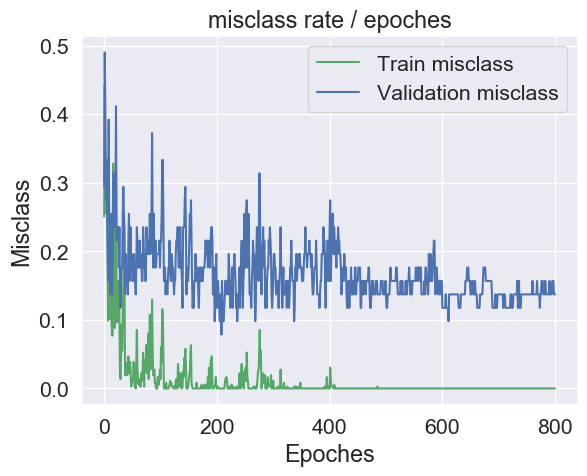 misclass rate / epoches
Train misclass
Validation misclass
0.5
0.4
0.3
0.2
0.1
0.0
Misclass
0
200
400
600
800
Epoches